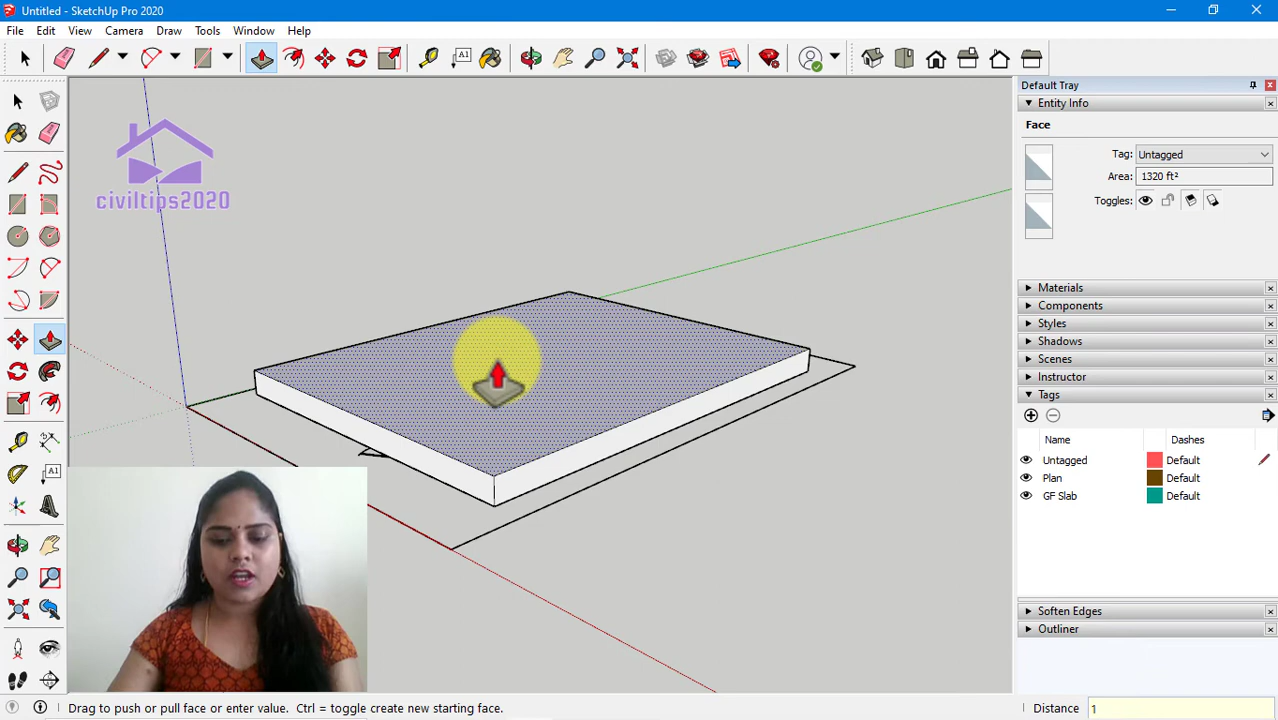 Untitled - SketchUp Pro 2020
File Edit View Camera Draw Tools Window Help
A1
Default Tray
Entity Info
Face
Tag: Untagged
Area: 1320 ft²
Toggles:
Materials
Components
Styles
Shadows
Scenes
Instructor
Tags
Name Dashes
Untagged Default
Plan Default
GF Slab Default
Soften Edges
Outliner
civiltips2020
A1
Drag to push or pull face or enter value. Ctrl = toggle create new starting face.
Distance 1